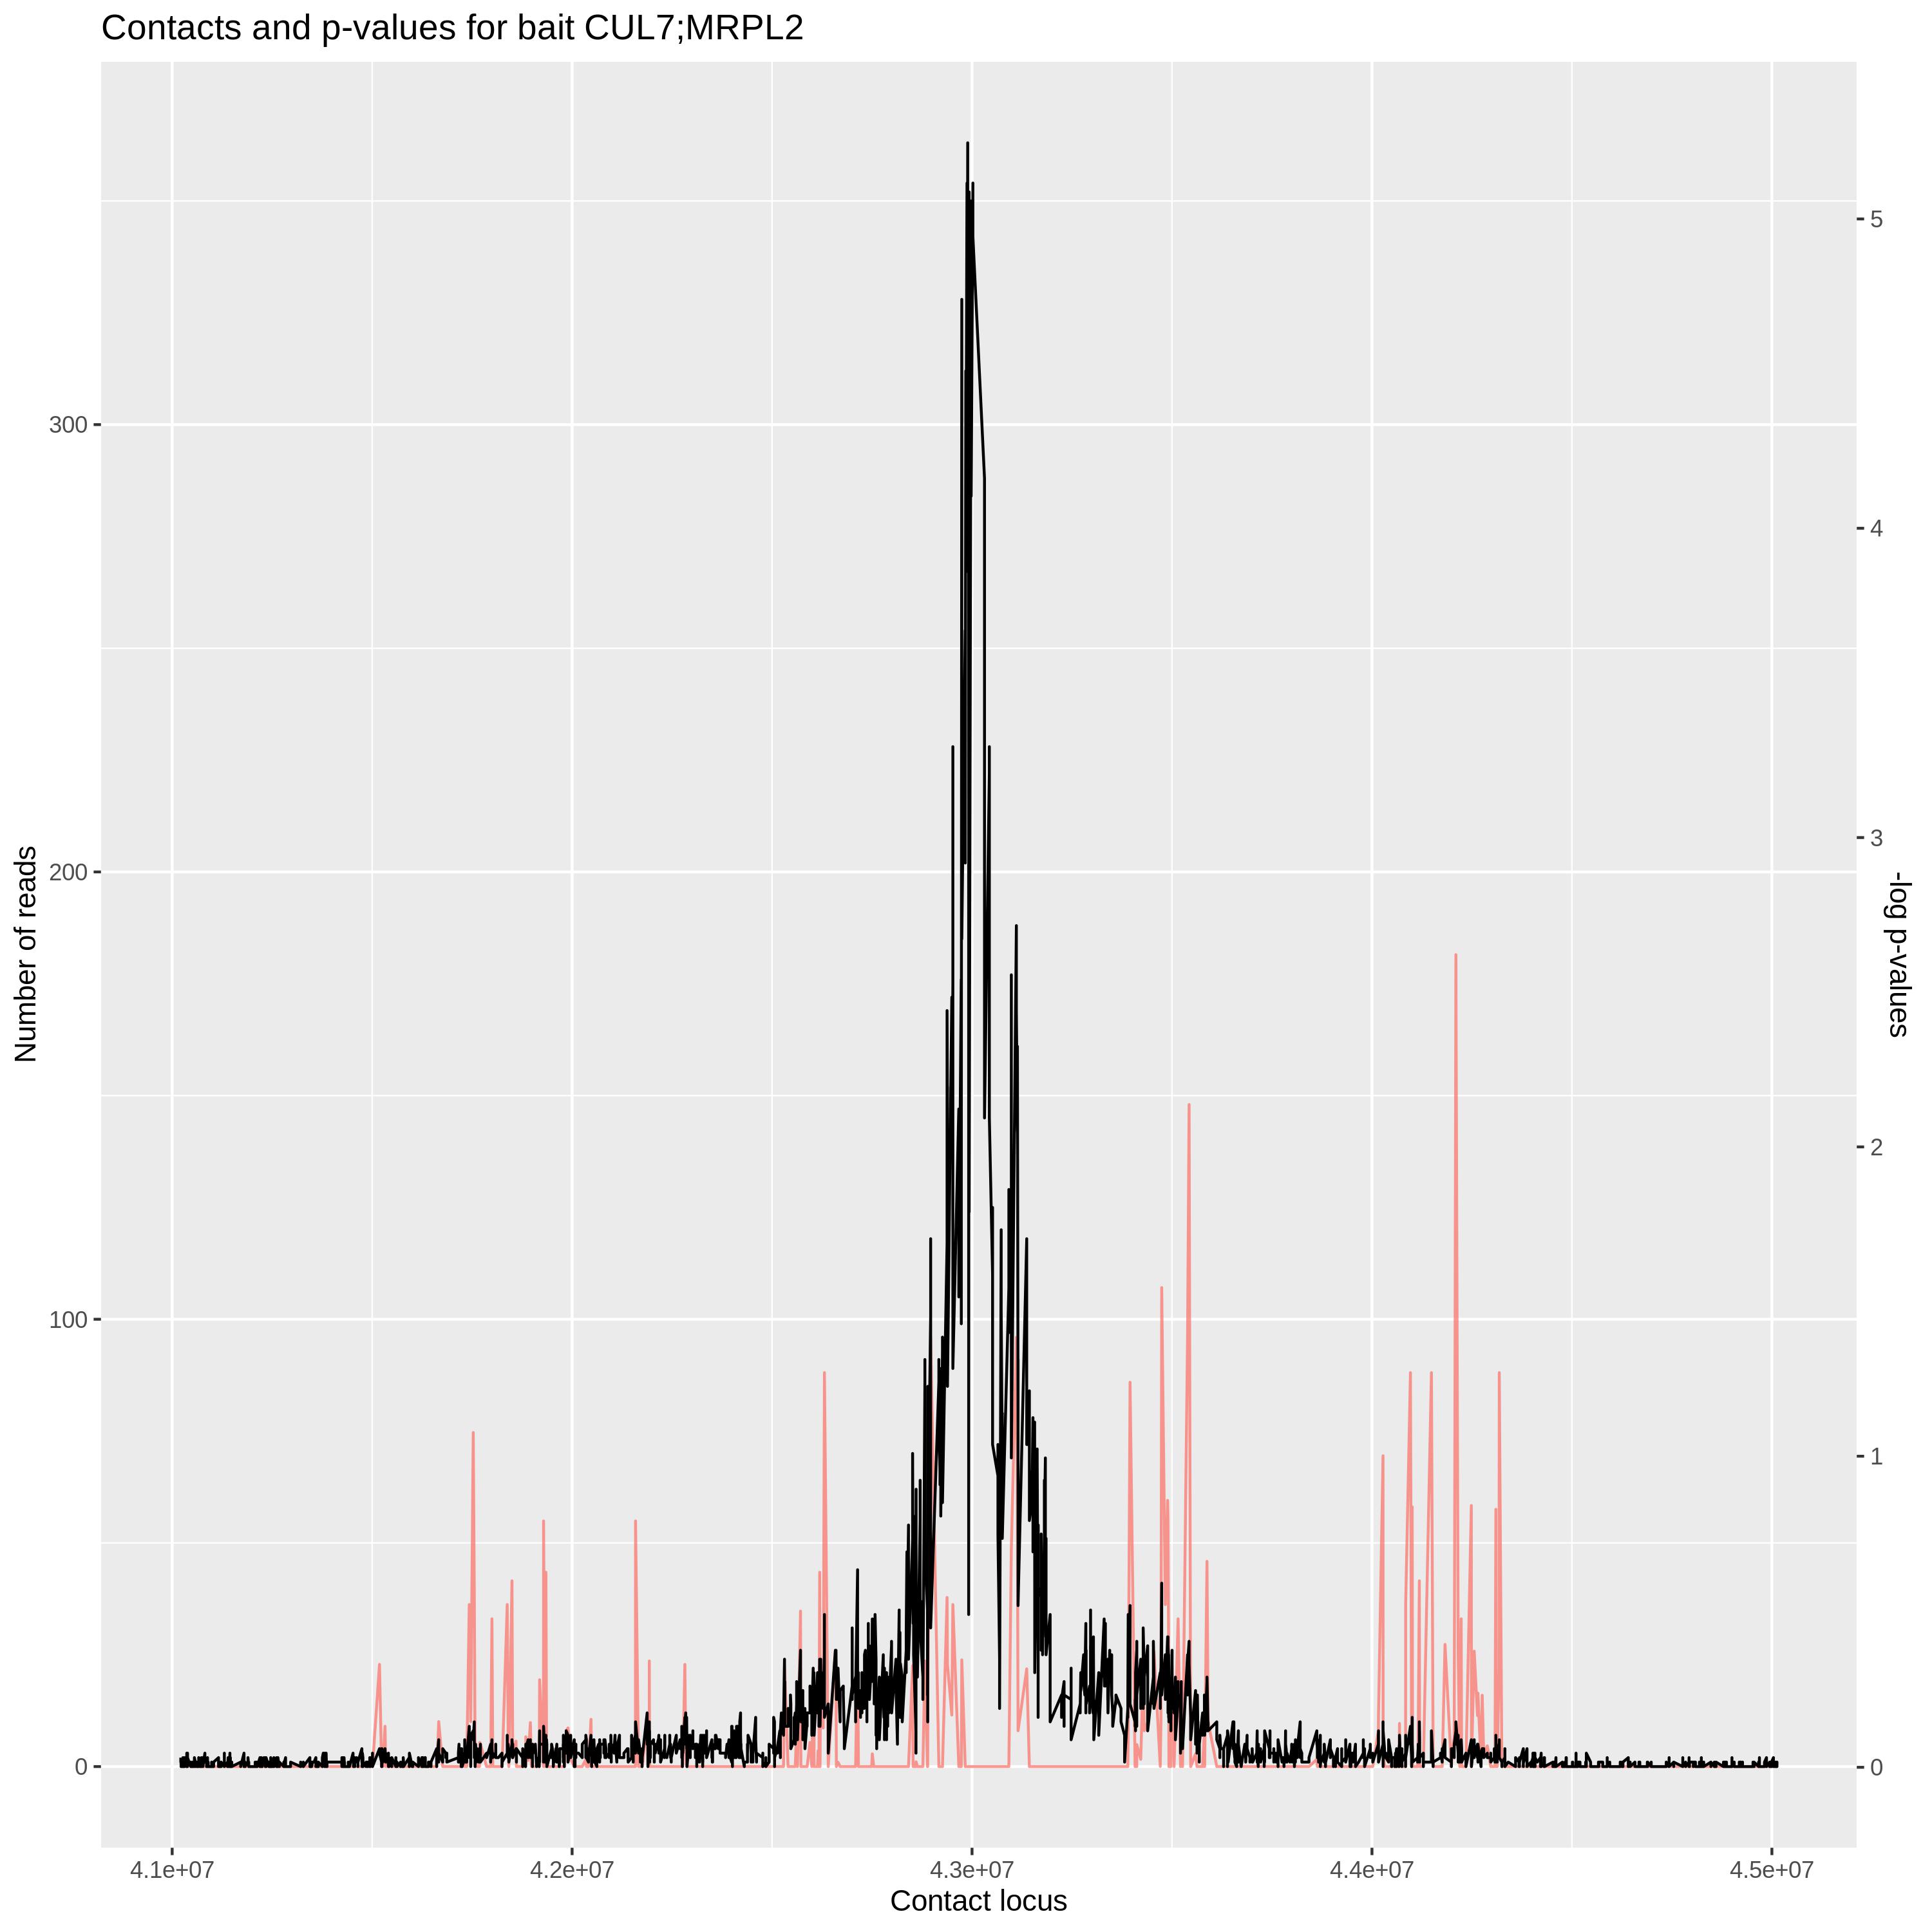 Contacts and p-values for bait CUL7;MRPL2
Number of reads
300
200
100
0
5
4
3
2
1
0
-log p-values
4.1e+07
4.2e+07
4.3e+07
4.4e+07
4.5e+07
Contact locus